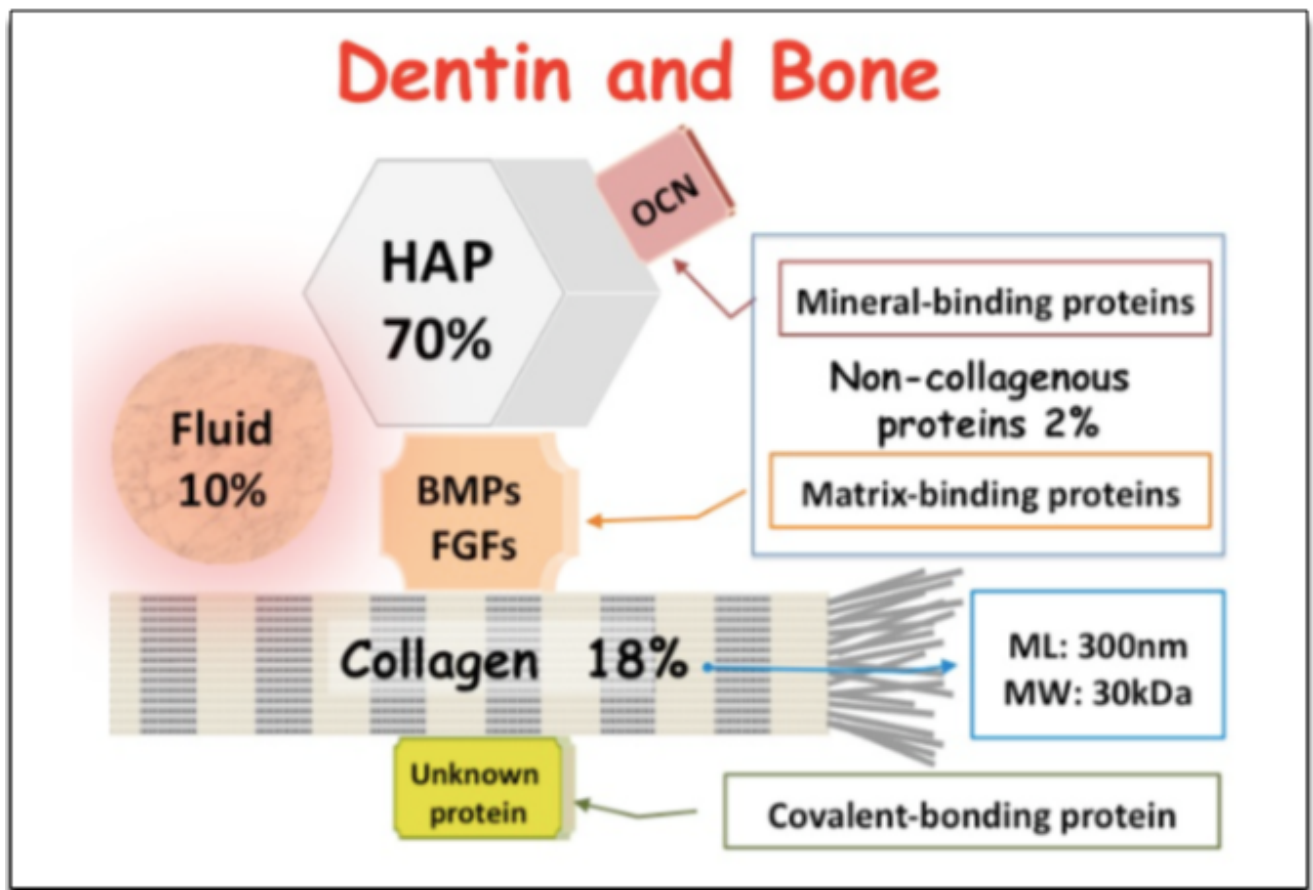 Dentin and Bone
OCN
HAP
70%
Mineral-binding proteins
Non-collagenous
proteins 2%
Matrix-binding proteins
Fluid
10%
BMPs
FGFs
Collagen 18%
ML: 300nm
MW: 30kDa
Unknown
protein
Covalent-bonding protein